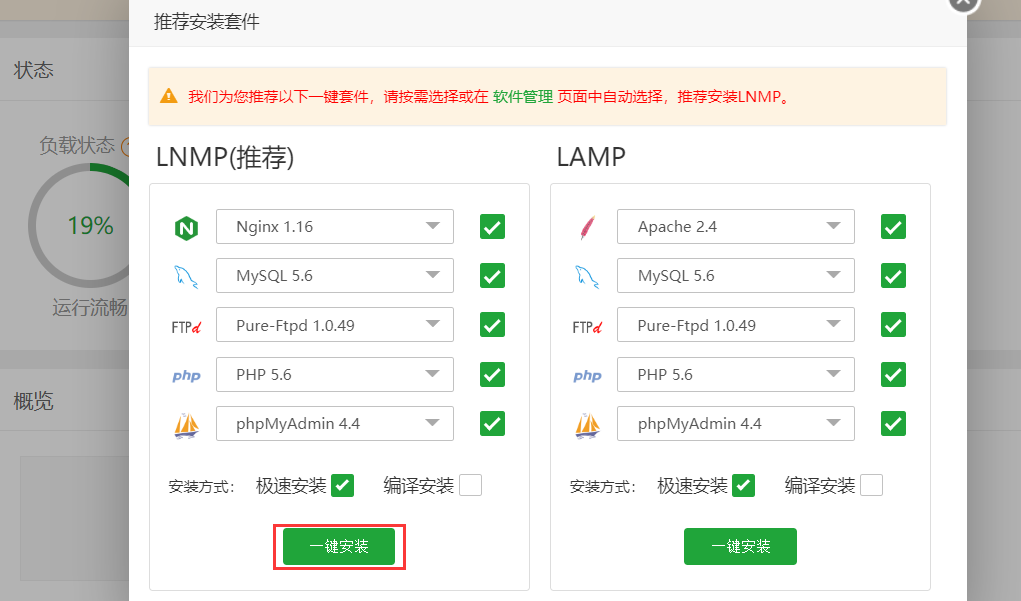 推荐安装套件
状态
我们为您推荐以下一键套件，请按需选择或在 软件管理 页面中自动选择，推荐安装LNMP。
负载状态
19%
运行流畅
概览
LNMP(推荐)
Nginx 1.16
MySQL 5.6
FTPd Pure-Ftpd 1.0.49
php PHP 5.6
phpMyAdmin 4.4
安装方式： 极速安装 编译安装
一键安装
LAMP
Apache 2.4
MySQL 5.6
FTPd Pure-Ftpd 1.0.49
php PHP 5.6
phpMyAdmin 4.4
安装方式： 极速安装 编译安装
一键安装